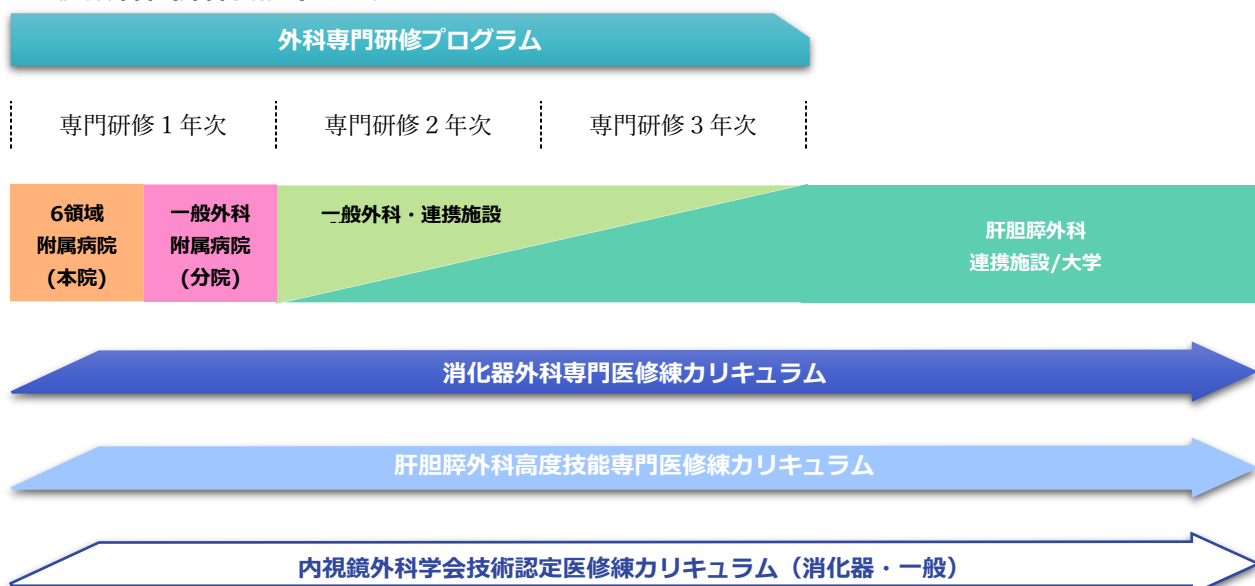 外科専門研修プログラム
専門研修1年次
専門研修2年次
専門研修3年次
6領域
附属病院
(本院)
一般外科
附属病院
(分院)
一般外科・連携施設
肝胆膵外科
連携施設/大学
消化器外科専門医修練カリキュラム
肝胆膵外科高度技能専門医修練カリキュラム
内視鏡外科学会技術認定医修練カリキュラム（消化器・一般）